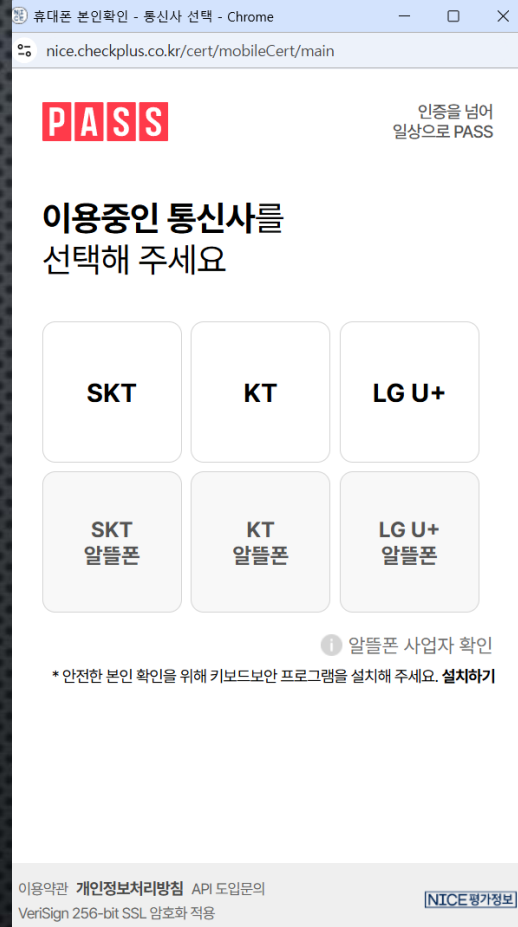 휴대폰 본인확인 - 통신사 선택 - Chrome
nice.checkplus.co.kr/cert/mobileCert/main
PASS
인증을 넘어
일상으로 PASS
이용중인 통신사를
선택해 주세요
SKT
KT
LG U+
SKT
알뜰폰
KT
알뜰폰
LG U+
알뜰폰
알뜰폰 사업자 확인
* 안전한 본인 확인을 위해 키보드보안 프로그램을 설치해 주세요. 설치하기
이용약관 개인정보처리방침 API 도입문의
VeriSign 256-bit SSL 암호화 적용
NICE평가정보